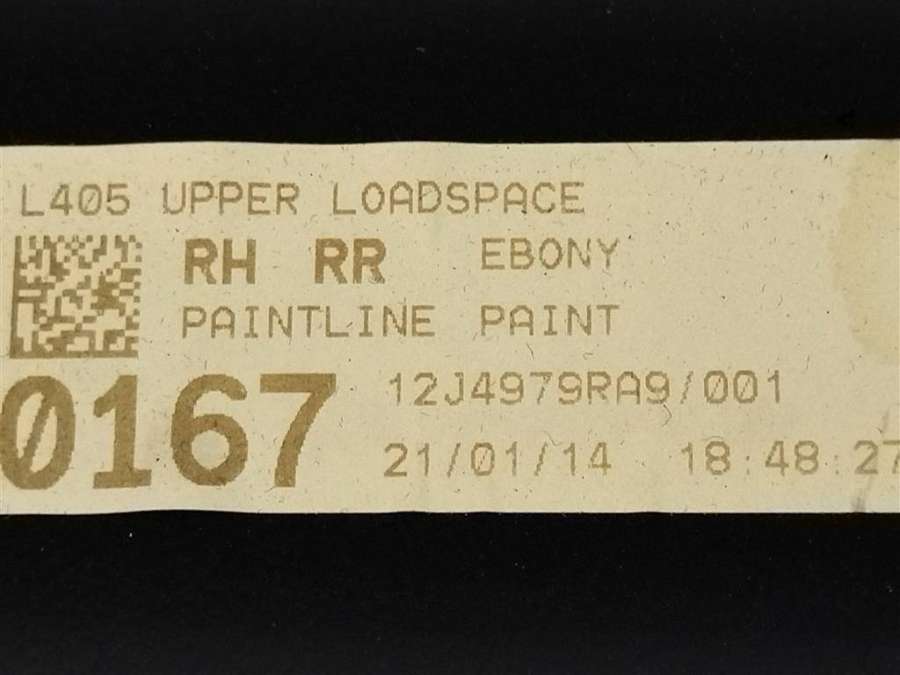 L405 UPPER LOADSPACE
RH RR EBONY
PAINTLINE PAINT
0167 12J4979RA9/001
21/01/14 18:48:27